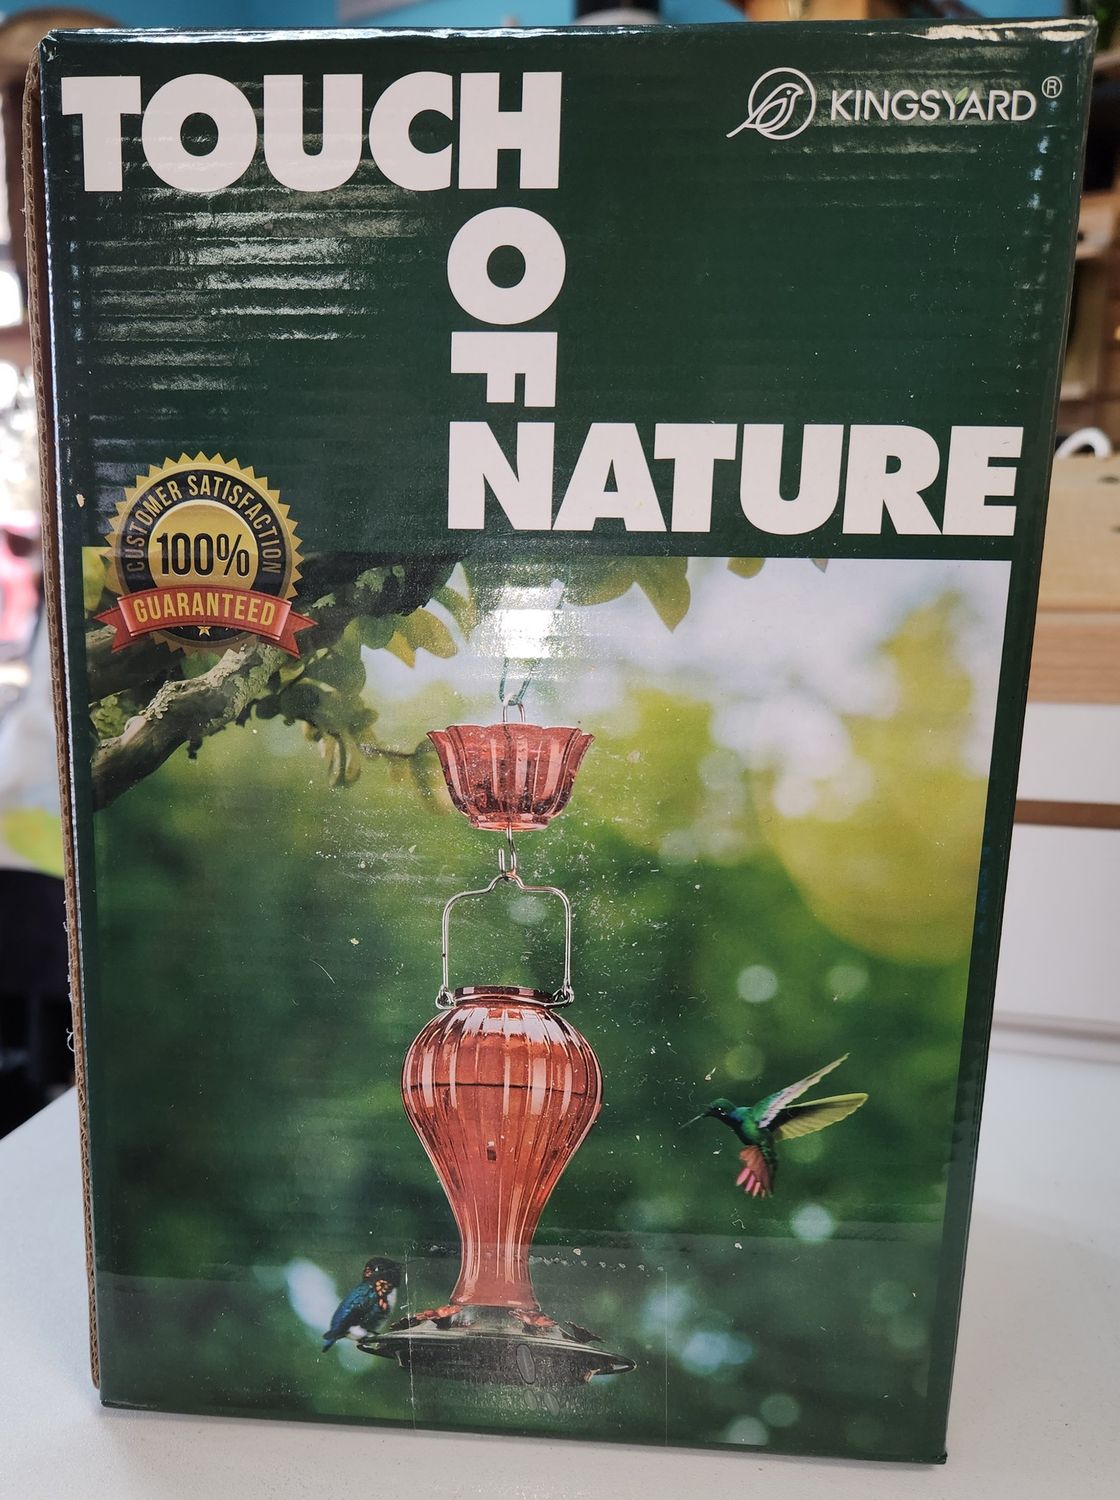 TOUCH
OF
NATURE
KINGSYARD®
CUSTOMER SATISFACTION
100%
GUARANTEED